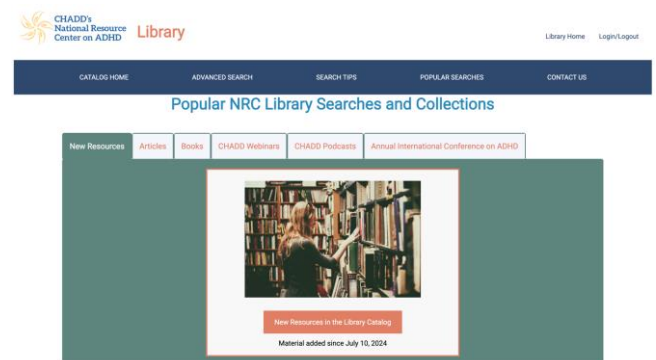 CHADD's
National Resource
Center on ADHD
Library
Library Home Login/Logout
CATALOG HOME ADVANCED SEARCH SEARCH TIPS POPULAR SEARCHES CONTACT US
Popular NRC Library Searches and Collections
New Resources Articles Books CHADD Webinars CHADD Podcasts Annual International Conference on ADHD
New Resources in the Library Catalog
Material added since July 10, 2024